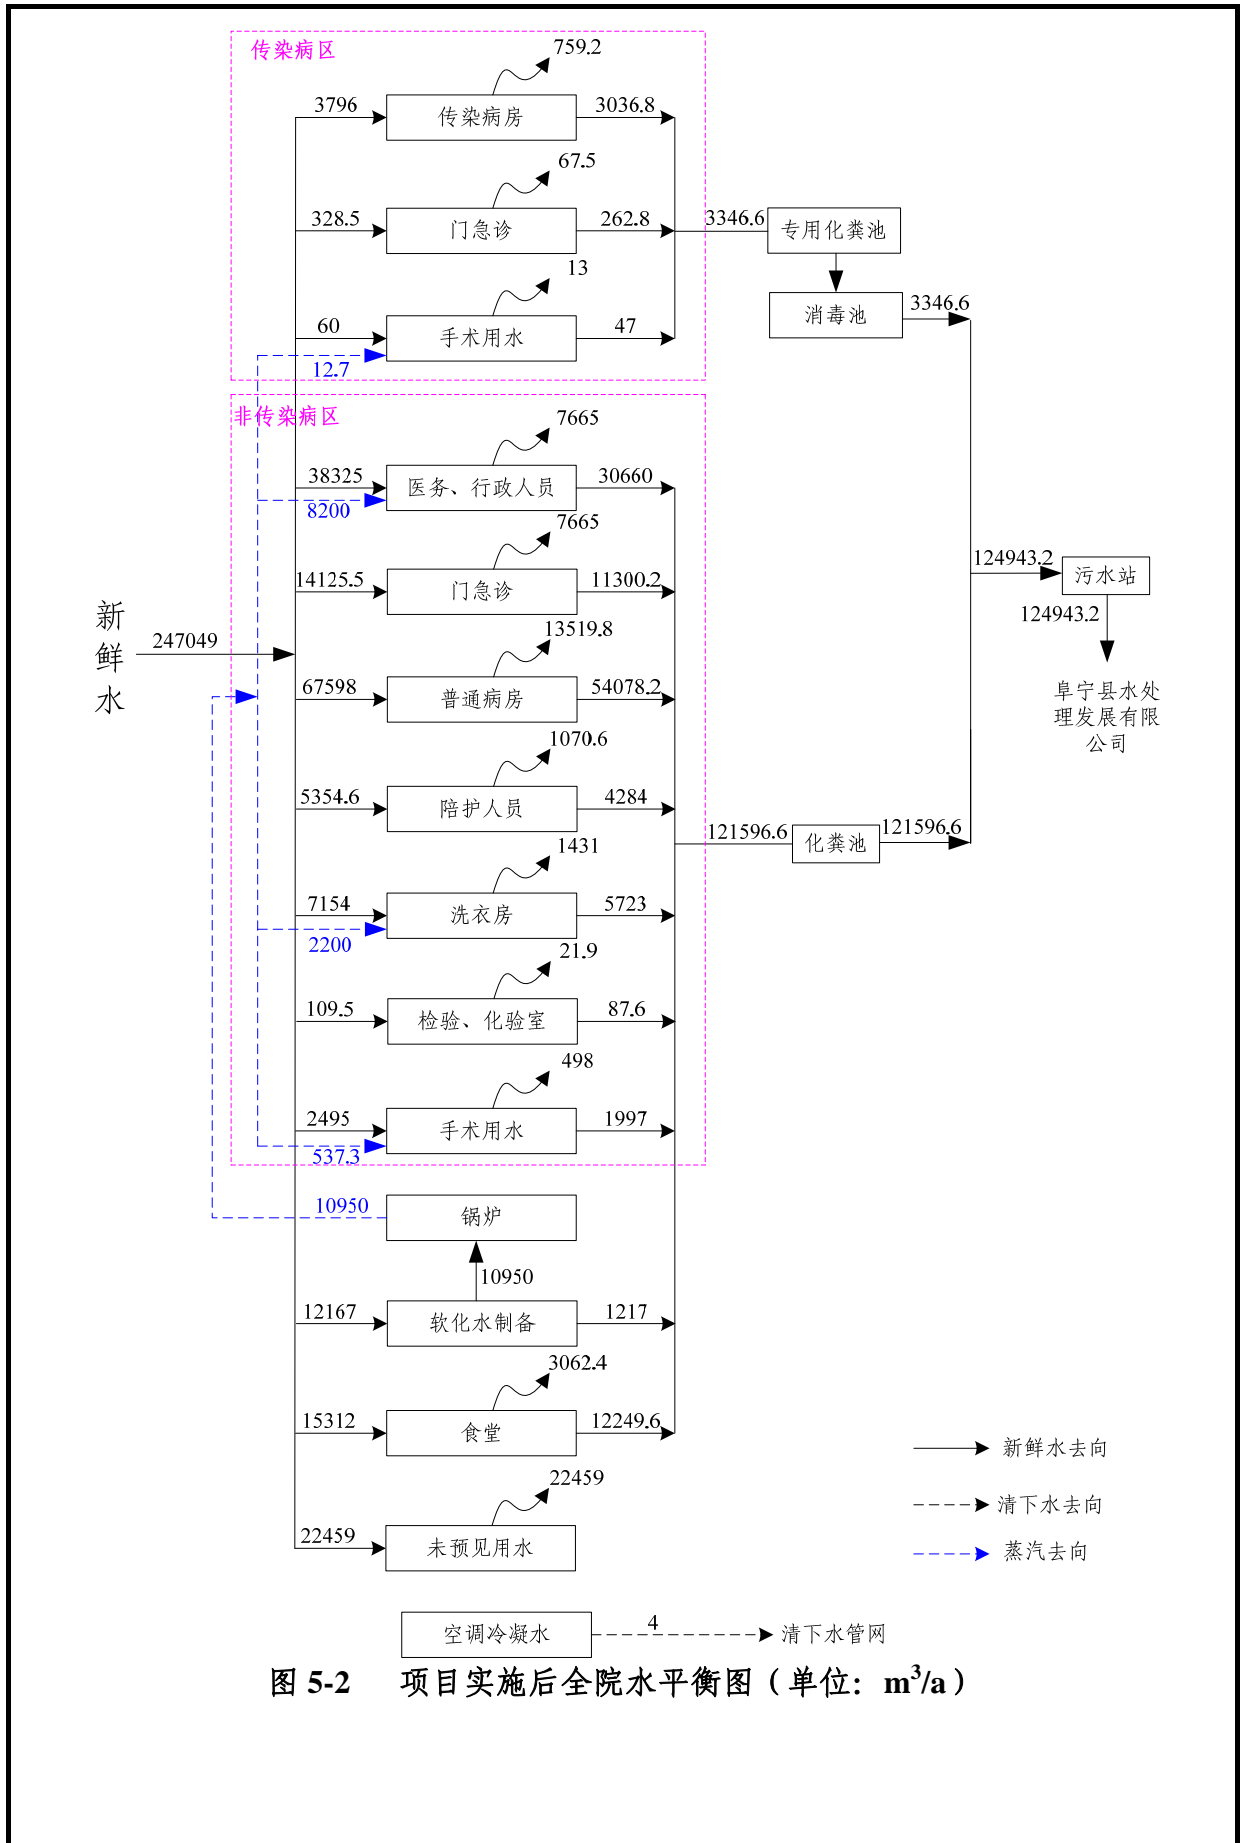 传染病区
759.2
3796
传染病房
3036.8
67.5
328.5
门急诊
262.8
3346.6
专用化粪池
13
60
手术用水
47
消毒池
3346.6
12.7
非传染病区
7665
38325
医务、行政人员
30660
8200
7665
14125.5
门急诊
11300.2
124943.2
污水站
124943.2
新
鲜
水
247049
13519.8
67598
普通病房
54078.2
阜宁县水处
理发展有限
公司
1070.6
5354.6
陪护人员
4284
121596.6
化粪池
121596.6
1431
7154
洗衣房
5723
2200
21.9
109.5
检验、化验室
87.6
498
2495
手术用水
1997
537.3
10950
锅炉
10950
12167
软化水制备
1217
3062.4
15312
食堂
12249.6
新鲜水去向
22459
清下水去向
22459
未预见用水
蒸汽去向
空调冷凝水
4
清下水管网
图 5-2 项目实施后全院水平衡图（单位：m³/a）